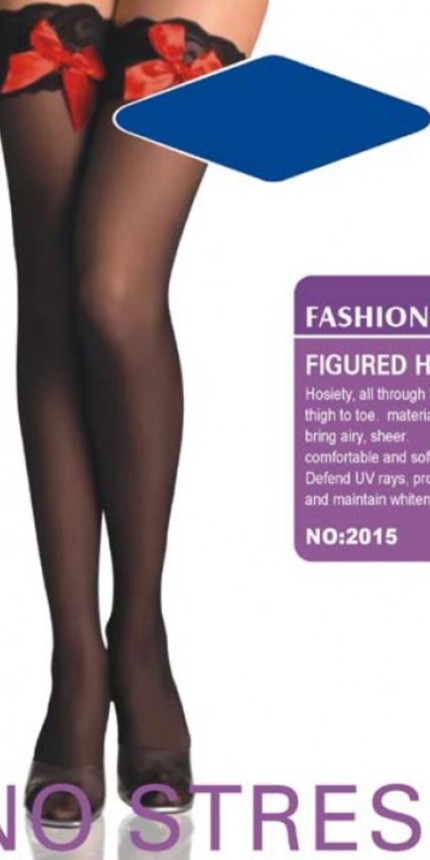 FASHION
FIGURED H
Hosiety, all through
thigh to toe. materia
bring airy, sheer.
comfortable and sof
Defend UV rays, pro
and maintain whiten
NO:2015
NO STRES